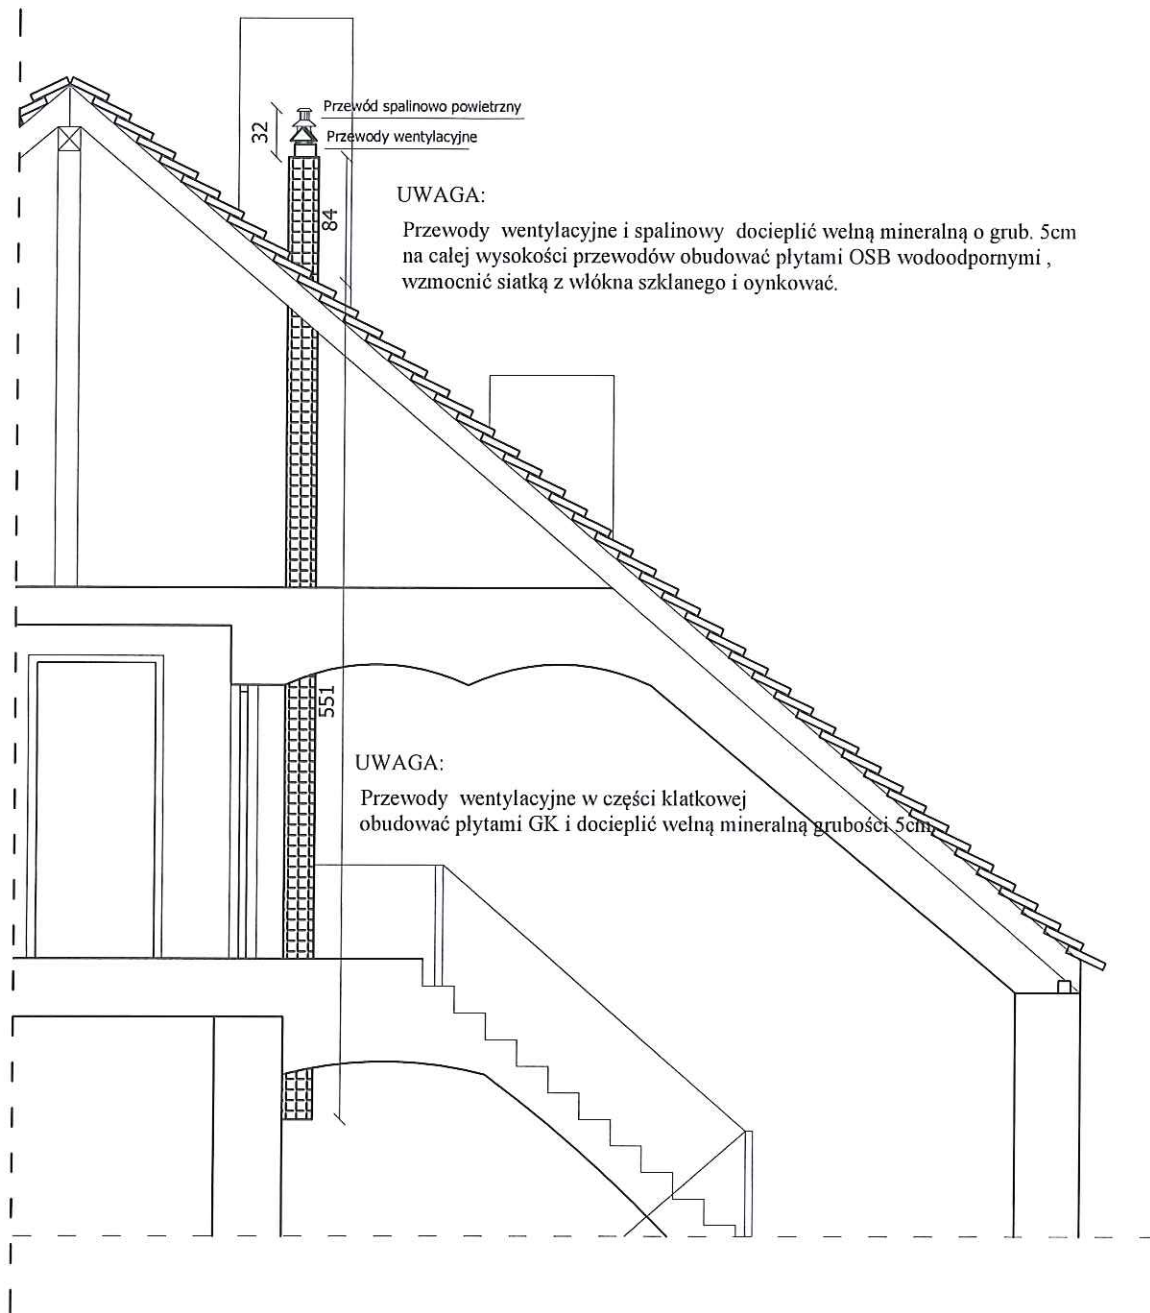 Przewód spalinowo powietrzny
32
Przewody wentylacyjne
84
UWAGA:
Przewody wentylacyjne i spalinowy docieplić wełną mineralną o grub. 5cm
na całej wysokości przewodów obudować płytami OSB wodoodpornymi ,
wzmocnić siatką z włókna szklanego i oynkować.
551
UWAGA:
Przewody wentylacyjne w części klatkowej
obudować płytami GK i docieplić wełną mineralną grubości 5cm.